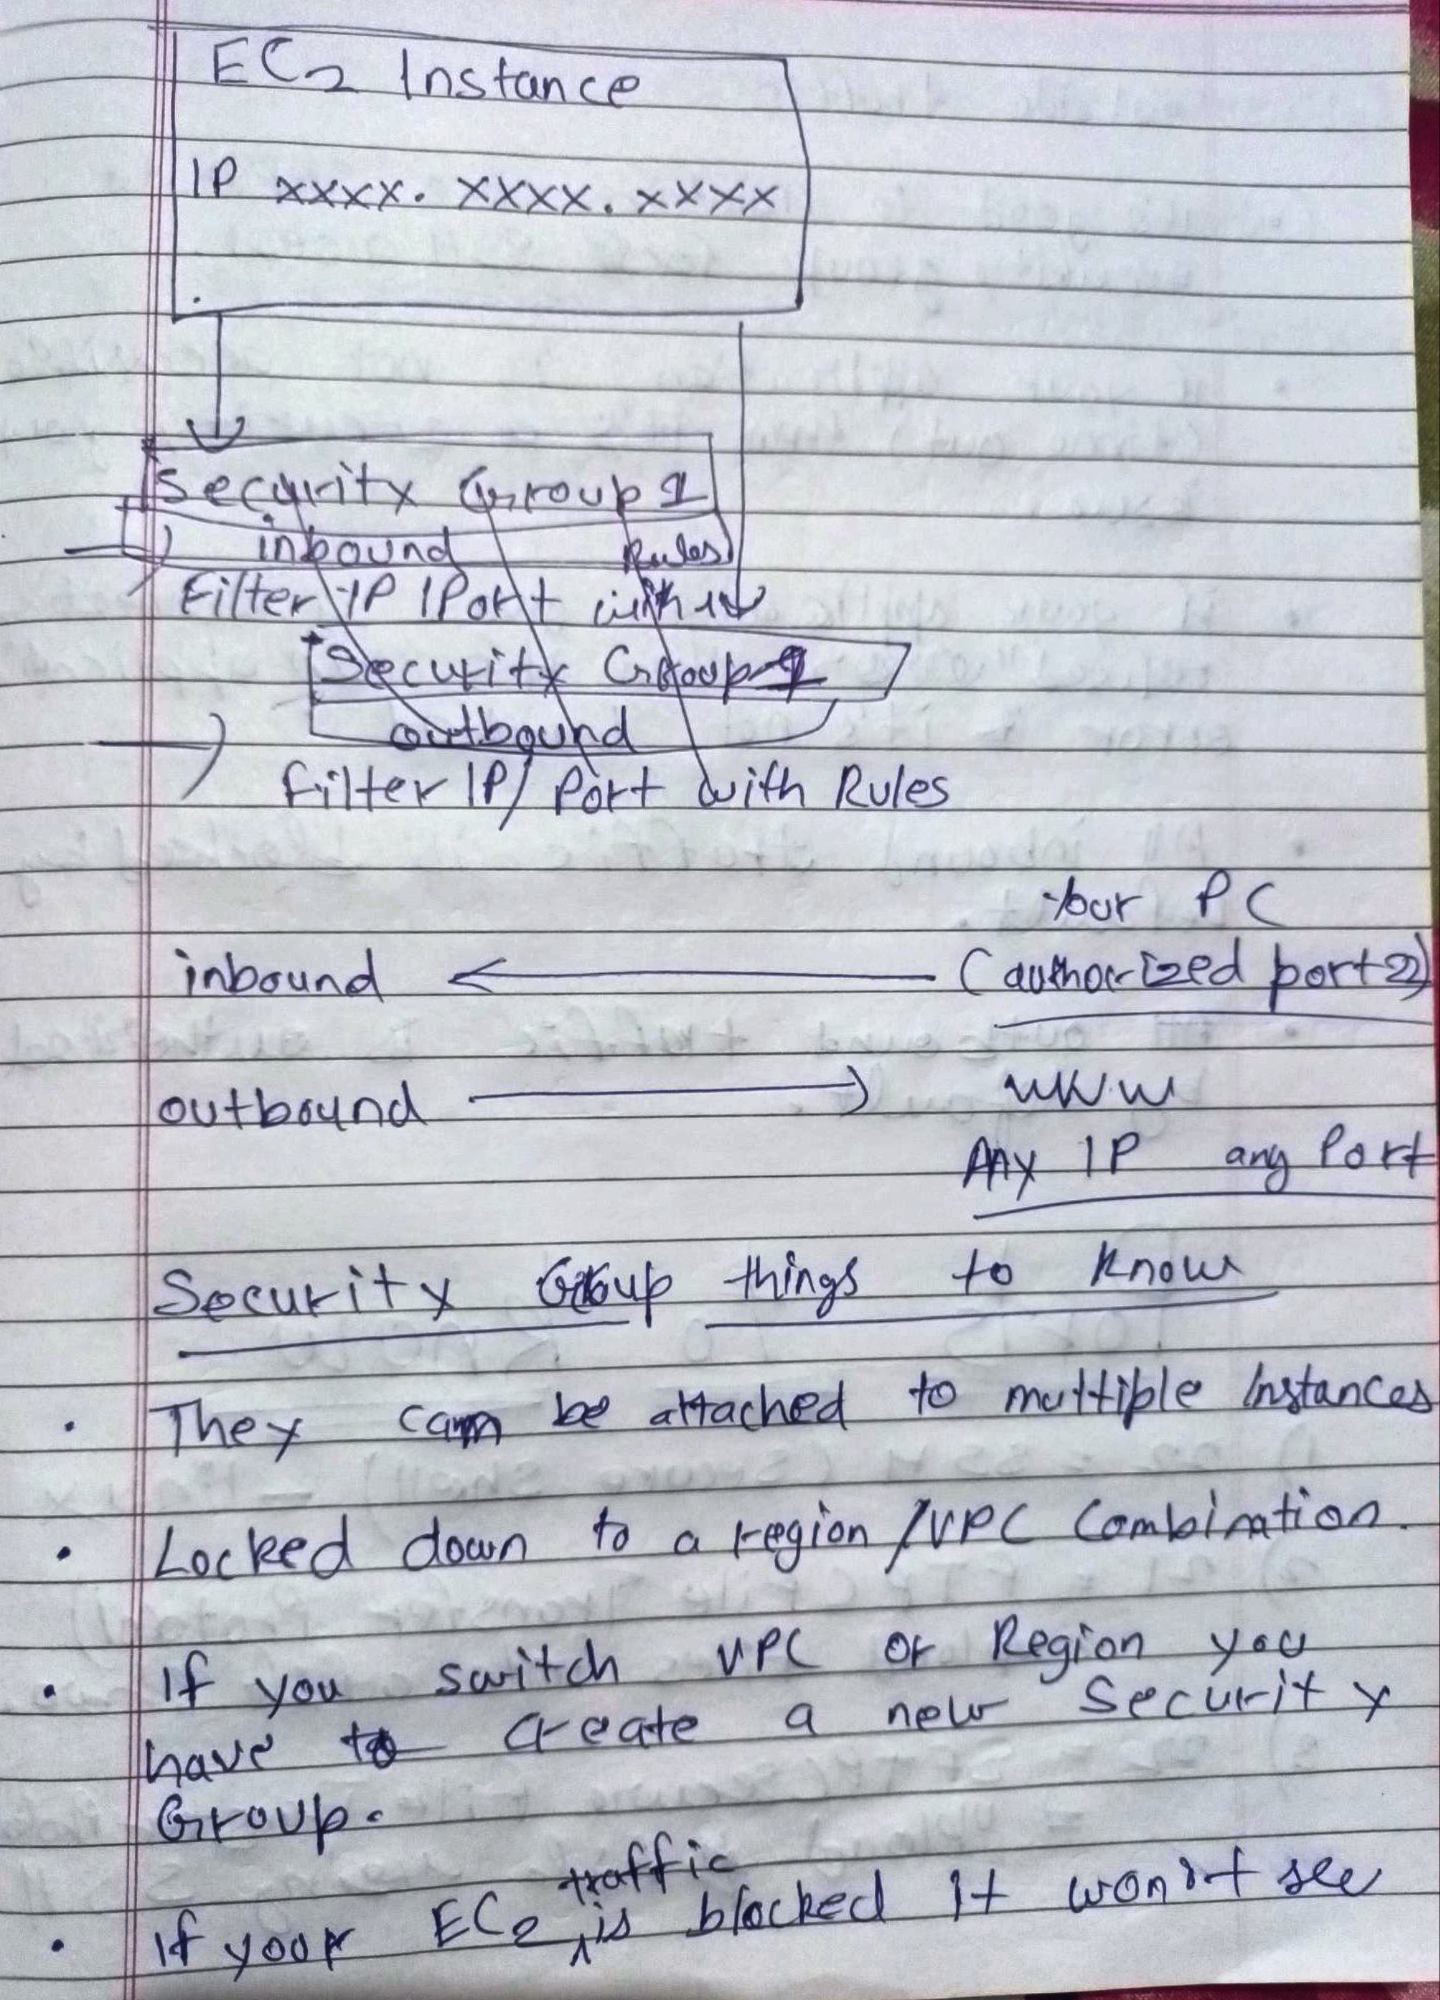 EC2 Instance
IP xxxx. xxxx. xxxx
Security Group 1
inbound Rules
Filter IP / Port with
Security Group 1
outbound
Filter IP/ Port with Rules
Your PC
inbound (authorized port 22)
outbound WWW
Any IP any Port
Security Group things to know
They can be attached to multiple Instances
Locked down to a region /VPC Combination.
If you switch VPC or Region you
have to create a new Security
Group.
If your EC2 traffic is blocked It won't see